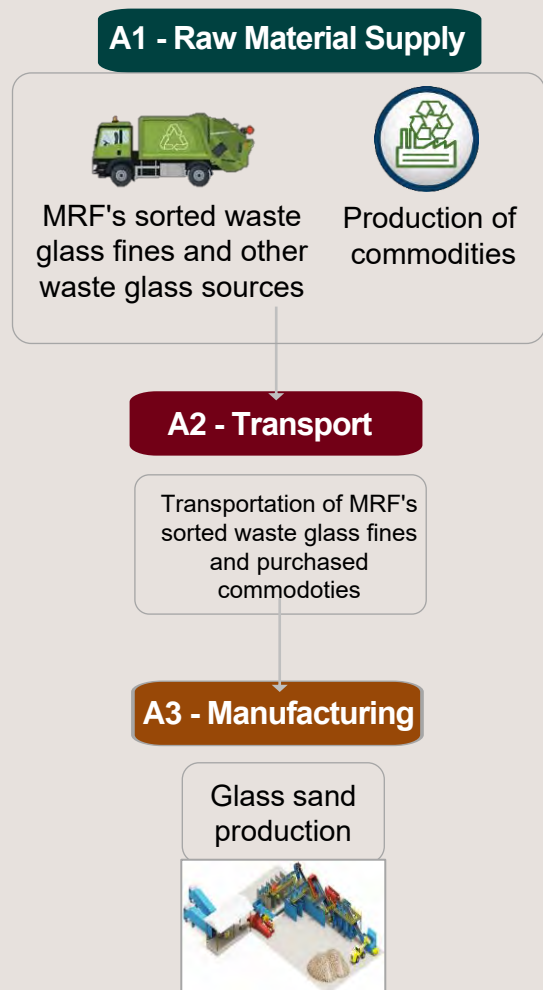 A1 - Raw Material Supply
MRF's sorted waste
glass fines and other
waste glass sources
Production of
commodities
A2 - Transport
Transportation of MRF's
sorted waste glass fines
and purchased
commodoties
A3 - Manufacturing
Glass sand
production